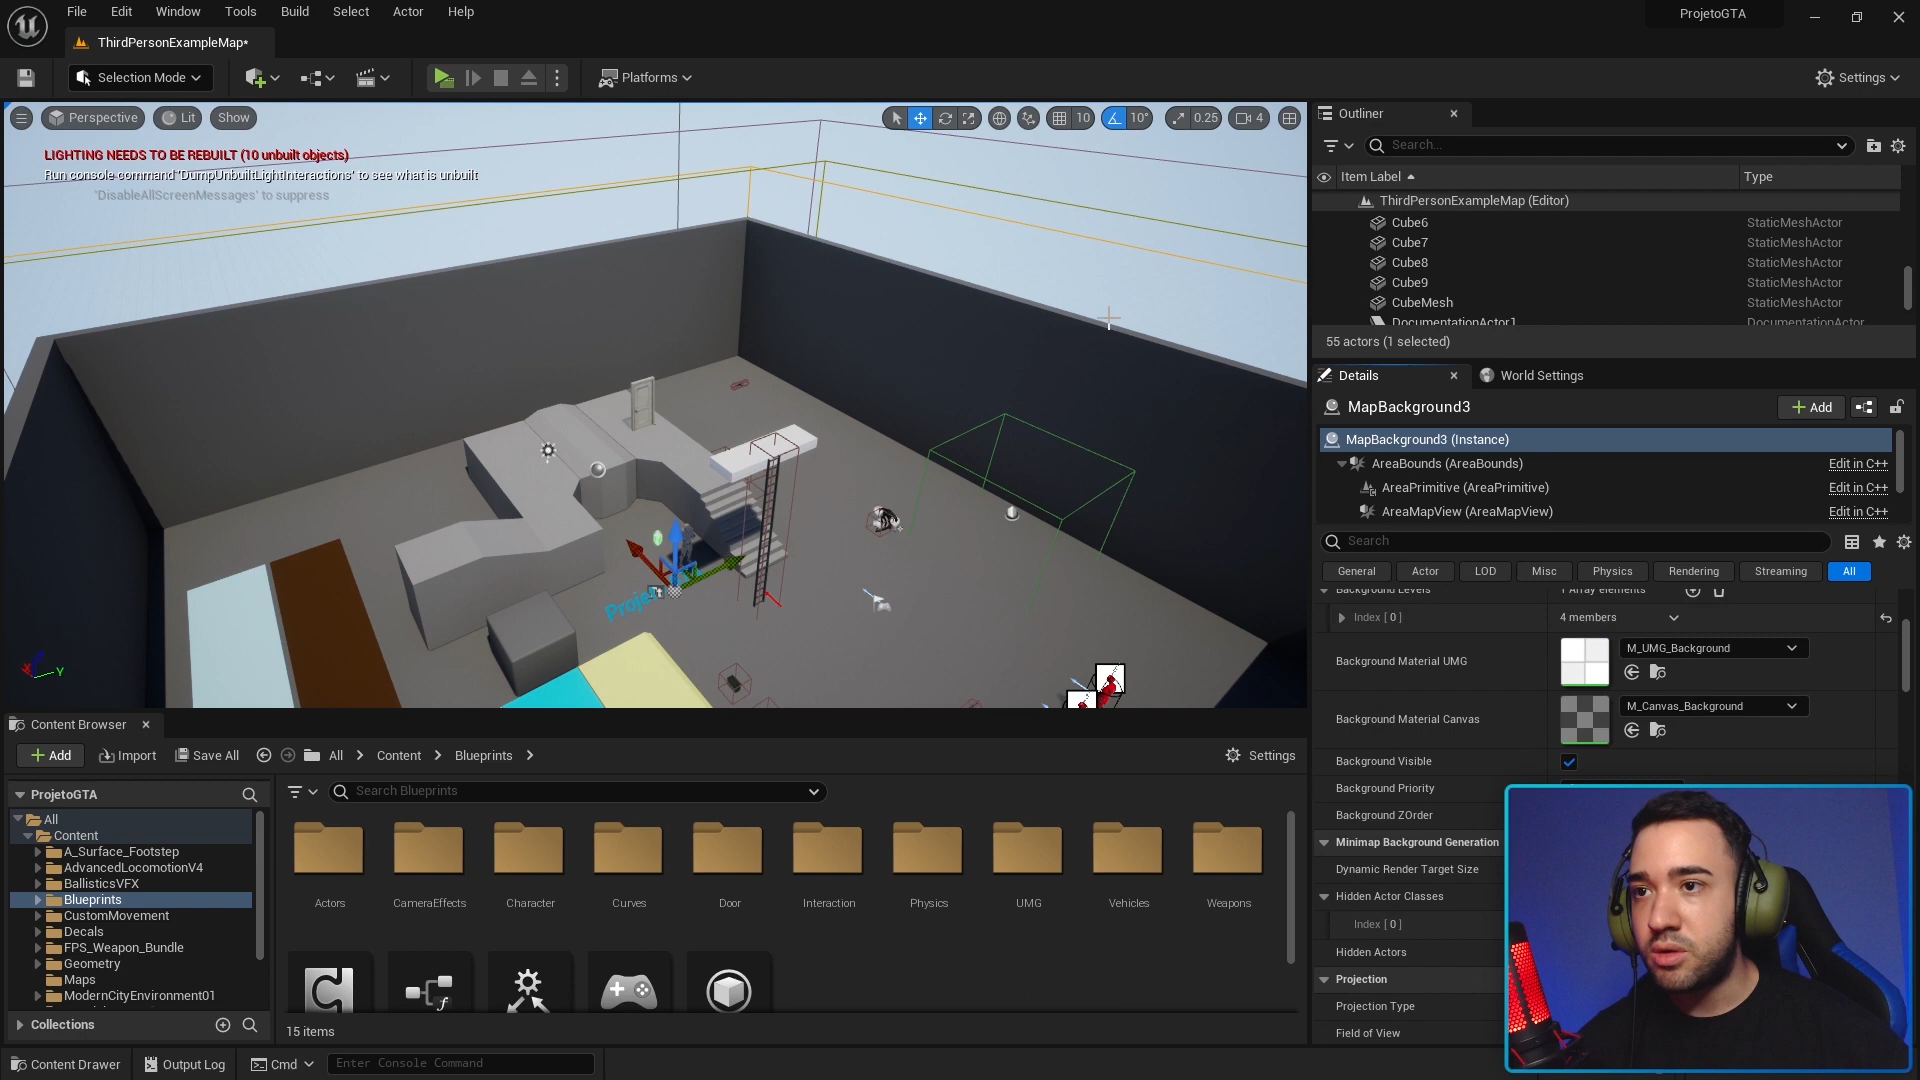 File Edit Window Tools Build Select Actor Help
ProjetoGTA
ThirdPersonExampleMap*
Selection Mode
Platforms
Settings
Perspective Lit Show
10 10° 0.25 4
LIGHTING NEEDS TO BE REBUILT (10 unbuilt objects)
Run console command 'DumpUnbuiltLightInteractions' to see what is unbuilt
'DisableAllScreenMessages' to suppress
X Y
Outliner
Search...
Item Label Type
ThirdPersonExampleMap (Editor)
Cube6 StaticMeshActor
Cube7 StaticMeshActor
Cube8 StaticMeshActor
Cube9 StaticMeshActor
CubeMesh StaticMeshActor
DocumentationActor1 DocumentationActor
55 actors (1 selected)
Details World Settings
MapBackground3
Add
MapBackground3 (Instance)
AreaBounds (AreaBounds) Edit in C++
AreaPrimitive (AreaPrimitive) Edit in C++
AreaMapView (AreaMapView) Edit in C++
Search
General Actor LOD Misc Physics Rendering Streaming All
Background Levels 1 Array elements
Index [ 0 ] 4 members
Background Material UMG M_UMG_Background
Background Material Canvas M_Canvas_Background
Background Visible
Background Priority
Background ZOrder
Minimap Background Generation
Dynamic Render Target Size
Hidden Actor Classes
Index [ 0 ]
Hidden Actors
Projection
Projection Type
Field of View
Content Browser
Add Import Save All All Content Blueprints Settings
ProjetoGTA
All
Content
A_Surface_Footstep
AdvancedLocomotionV4
BallisticsVFX
Blueprints
CustomMovement
Decals
FPS_Weapon_Bundle
Geometry
Maps
ModernCityEnvironment01
Collections
Search Blueprints
Actors CameraEffects Character Curves Door Interaction Physics UMG Vehicles Weapons
15 items
Content Drawer Output Log Cmd Enter Console Command